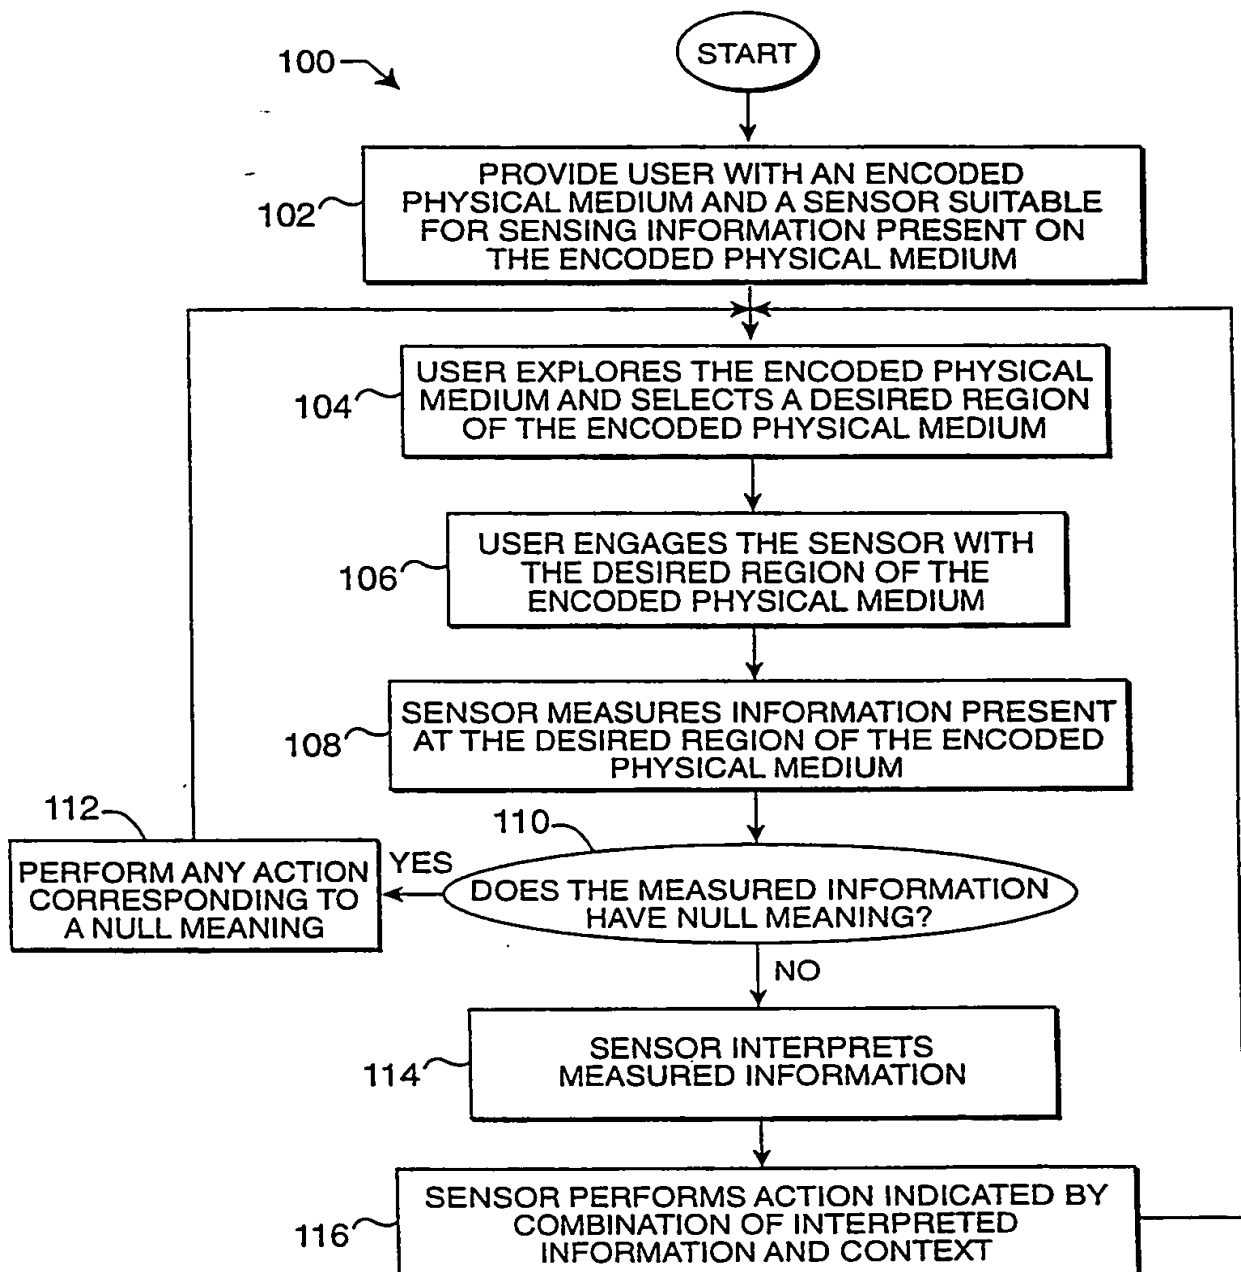 START
100
PROVIDE USER WITH AN ENCODED
PHYSICAL MEDIUM AND A SENSOR SUITABLE
FOR SENSING INFORMATION PRESENT ON
THE ENCODED PHYSICAL MEDIUM
102
USER EXPLORES THE ENCODED PHYSICAL
MEDIUM AND SELECTS A DESIRED REGION
OF THE ENCODED PHYSICAL MEDIUM
104
USER ENGAGES THE SENSOR WITH
THE DESIRED REGION OF THE
ENCODED PHYSICAL MEDIUM
106
SENSOR MEASURES INFORMATION PRESENT
AT THE DESIRED REGION OF THE ENCODED
PHYSICAL MEDIUM
108
110
DOES THE MEASURED INFORMATION
HAVE NULL MEANING?
YES
112
PERFORM ANY ACTION
CORRESPONDING TO
A NULL MEANING
NO
SENSOR INTERPRETS
MEASURED INFORMATION
114
SENSOR PERFORMS ACTION INDICATED BY
COMBINATION OF INTERPRETED
INFORMATION AND CONTEXT
116